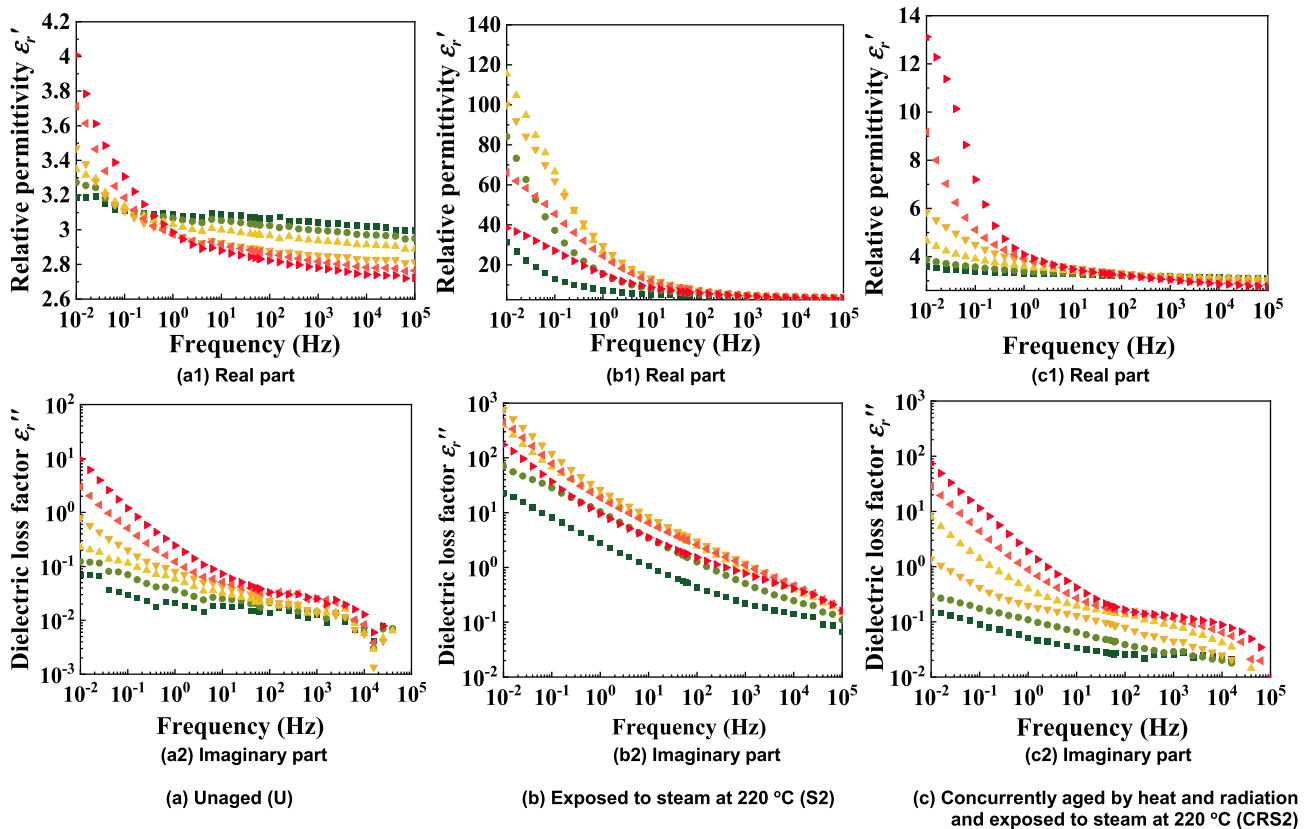 4.2
4
3.8
3.6
3.4
3.2
3
2.8
2.6
10⁻² 10⁻¹ 10⁰ 10¹ 10² 10³ 10⁴ 10⁵
Relative permittivity εᵣ′
Frequency (Hz)
(a1) Real part
140
120
100
80
60
40
20
10⁻² 10⁻¹ 10⁰ 10¹ 10² 10³ 10⁴ 10⁵
Relative permittivity εᵣ′
Frequency (Hz)
(b1) Real part
14
12
10
8
6
4
10⁻² 10⁻¹ 10⁰ 10¹ 10² 10³ 10⁴ 10⁵
Relative permittivity εᵣ′
Frequency (Hz)
(c1) Real part
10²
10¹
10⁰
10⁻¹
10⁻²
10⁻³
10⁻² 10⁻¹ 10⁰ 10¹ 10² 10³ 10⁴ 10⁵
Dielectric loss factor εᵣ″
Frequency (Hz)
(a2) Imaginary part
10³
10²
10¹
10⁰
10⁻¹
10⁻²
10⁻² 10⁻¹ 10⁰ 10¹ 10² 10³ 10⁴ 10⁵
Dielectric loss factor εᵣ″
Frequency (Hz)
(b2) Imaginary part
10³
10²
10¹
10⁰
10⁻¹
10⁻²
10⁻² 10⁻¹ 10⁰ 10¹ 10² 10³ 10⁴ 10⁵
Dielectric loss factor εᵣ″
Frequency (Hz)
(c2) Imaginary part
(a) Unaged (U)
(b) Exposed to steam at 220 °C (S2)
(c) Concurrently aged by heat and radiation
and exposed to steam at 220 °C (CRS2)